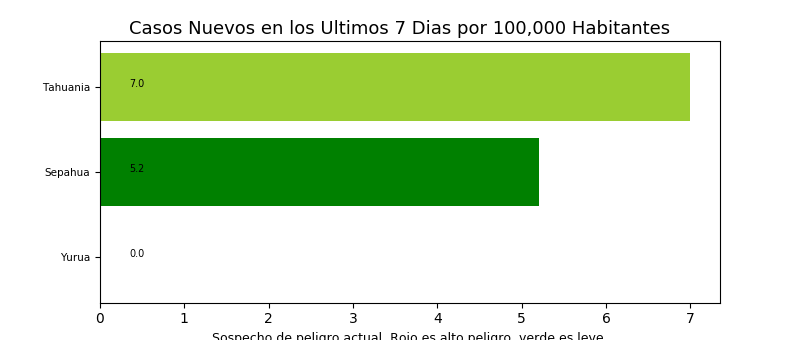 Casos Nuevos en los Ultimos 7 Dias por 100,000 Habitantes
Tahuania
7.0
Sepahua
5.2
Yurua
0.0
0 1 2 3 4 5 6 7
Sospecho de peligro actual. Rojo es alto peligro, verde es leve